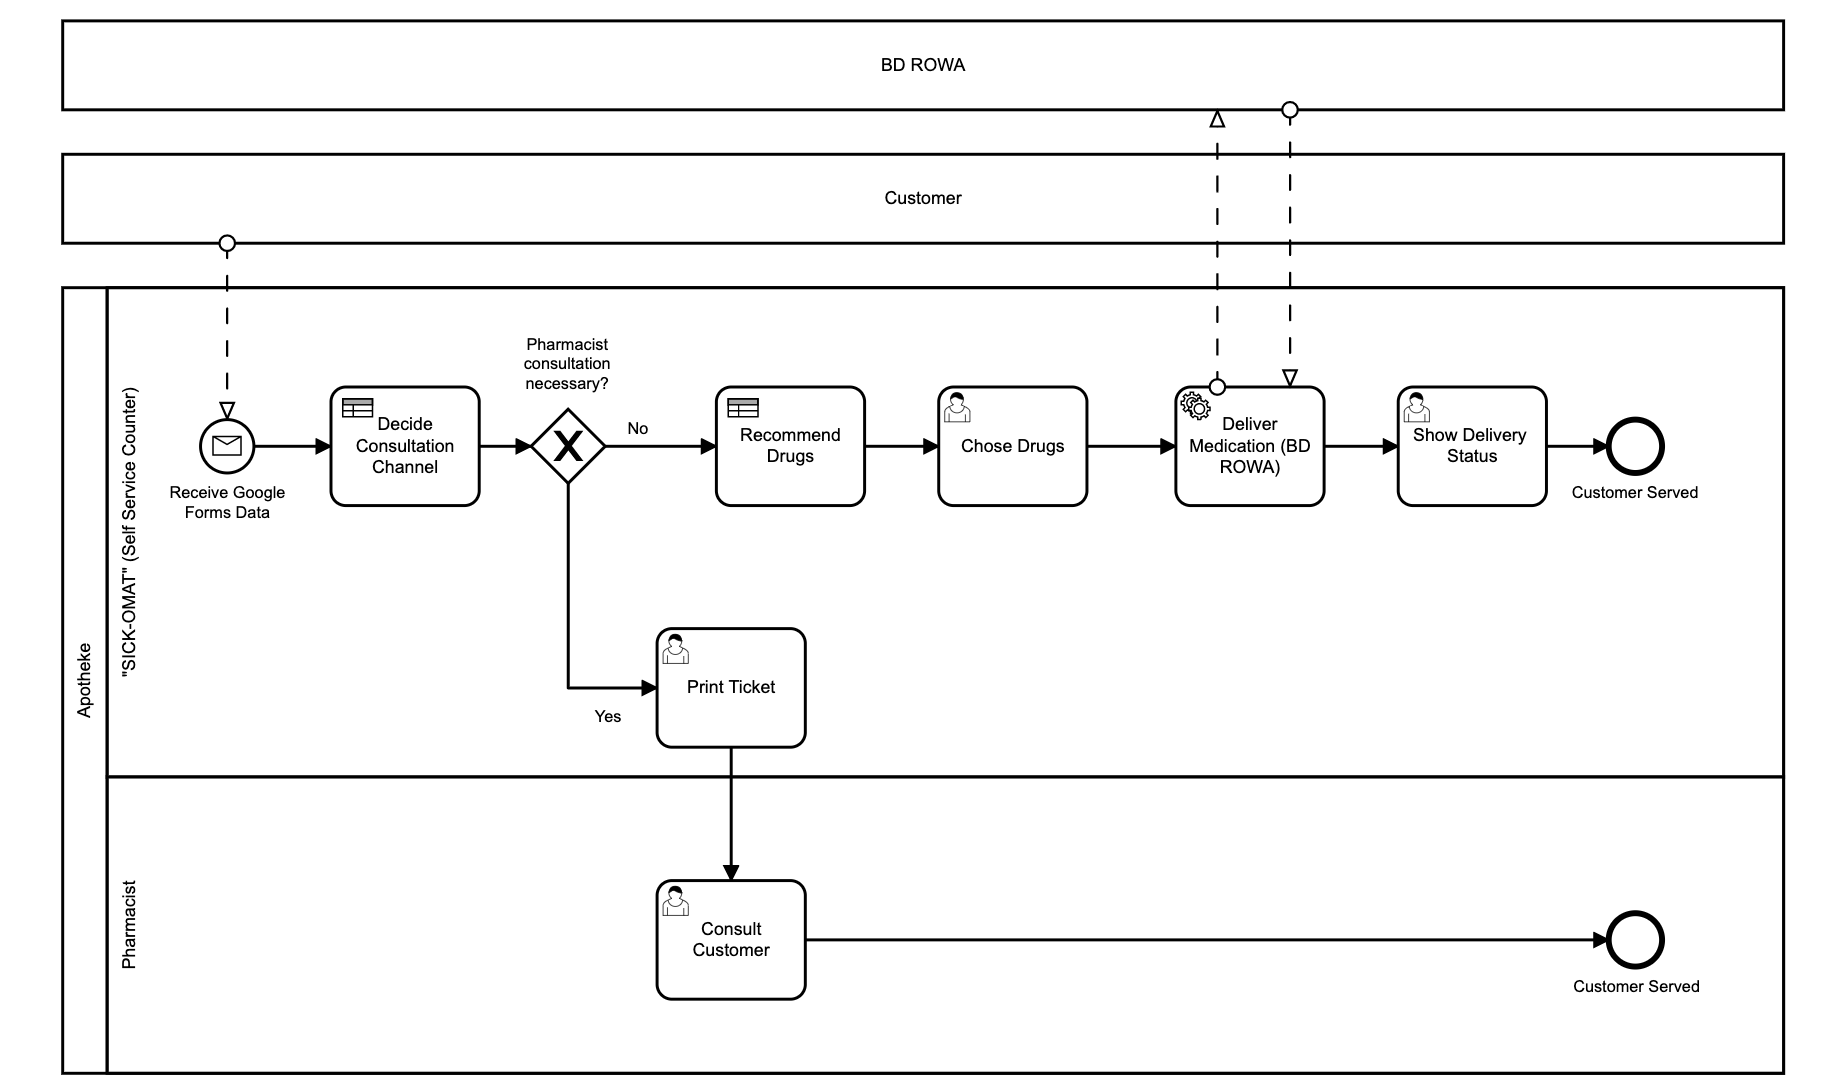 BD ROWA
Customer
Apotheke
"SICK-OMAT" (Self Service Counter)
Receive Google
Forms Data
Decide
Consultation
Channel
Pharmacist
consultation
necessary?
No
Recommend
Drugs
Chose Drugs
Deliver
Medication (BD
ROWA)
Show Delivery
Status
Customer Served
Yes
Print Ticket
Pharmacist
Consult
Customer
Customer Served